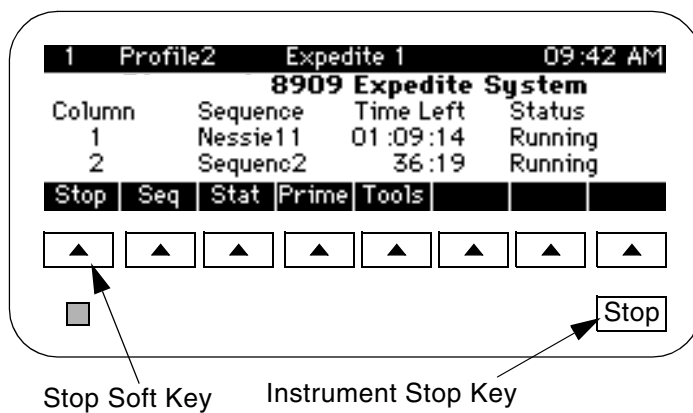 1 Profile2 Expedite 1 09:42 AM
8909 Expedite System
Column Sequence Time Left Status
1 Nessie11 01:09:14 Running
2 Sequenc2 36:19 Running
Stop Seq Stat Prime Tools
Stop
Stop Soft Key Instrument Stop Key